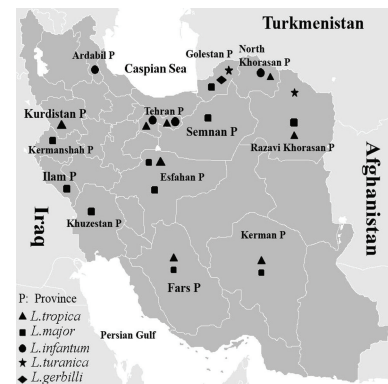 Turkmenistan
Golestan P
North
Khorasan P
Ardabil P
Caspian Sea
Kurdistan P
Tehran P
Semnan P
Kermanshah P
Razavi Khorasan P
Ilam P
Esfahan P
Afghanistan
Iraq
Khuzestan P
Kerman P
Fars P
P: Province
L.tropica
L.major
Persian Gulf
L.infantum
L.turanica
L.gerbilli